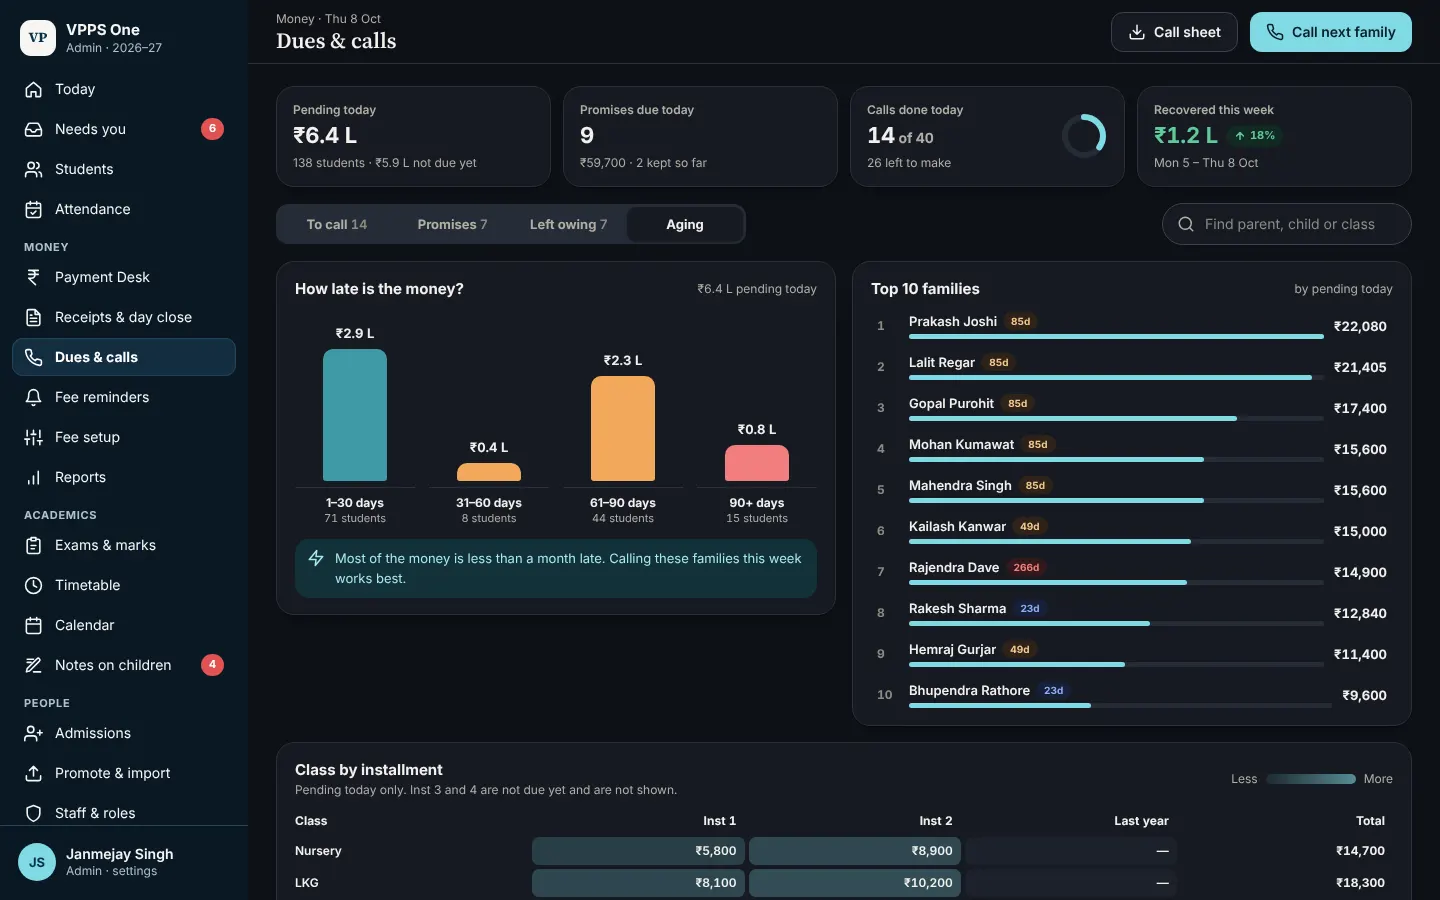 VP
VPPS One
Admin · 2026–27
Today
Needs you 6
Students
Attendance
MONEY
Payment Desk
Receipts & day close
Dues & calls
Fee reminders
Fee setup
Reports
ACADEMICS
Exams & marks
Timetable
Calendar
Notes on children 4
PEOPLE
Admissions
Promote & import
Staff & roles
JS
Janmejay Singh
Admin · settings
Money · Thu 8 Oct
Dues & calls
Call sheet
Call next family
Pending today
₹6.4 L
138 students · ₹5.9 L not due yet
Promises due today
9
₹59,700 · 2 kept so far
Calls done today
14 of 40
26 left to make
Recovered this week
₹1.2 L ↑ 18%
Mon 5 – Thu 8 Oct
To call 14
Promises 7
Left owing 7
Aging
Find parent, child or class
How late is the money?
₹6.4 L pending today
₹2.9 L
₹0.4 L
₹2.3 L
₹0.8 L
1–30 days
71 students
31–60 days
8 students
61–90 days
44 students
90+ days
15 students
Most of the money is less than a month late. Calling these families this week
works best.
Top 10 families
by pending today
1 Prakash Joshi 85d ₹22,080
2 Lalit Regar 85d ₹21,405
3 Gopal Purohit 85d ₹17,400
4 Mohan Kumawat 85d ₹15,600
5 Mahendra Singh 85d ₹15,600
6 Kailash Kanwar 49d ₹15,000
7 Rajendra Dave 266d ₹14,900
8 Rakesh Sharma 23d ₹12,840
9 Hemraj Gurjar 49d ₹11,400
10 Bhupendra Rathore 23d ₹9,600
Class by installment
Pending today only. Inst 3 and 4 are not due yet and are not shown.
Less More
Class Inst 1 Inst 2 Last year Total
Nursery ₹5,800 ₹8,900 — ₹14,700
LKG ₹8,100 ₹10,200 — ₹18,300